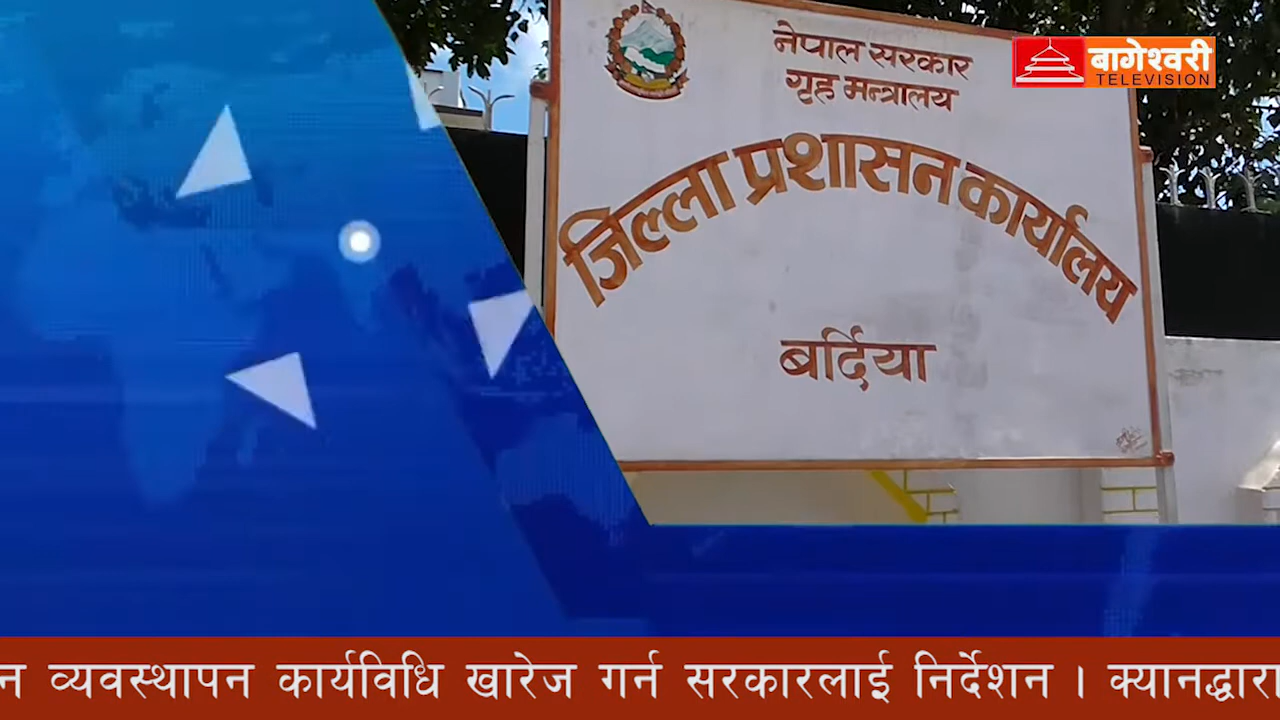 नेपाल सरकार
गृह मन्त्रालय
बागेश्वरी
TELEVISION
जिल्ला प्रशासन कार्यालय
बर्दिया
न व्यवस्थापन कार्यविधि खारेज गर्न सरकारलाई निर्देशन । क्यानद्धारा